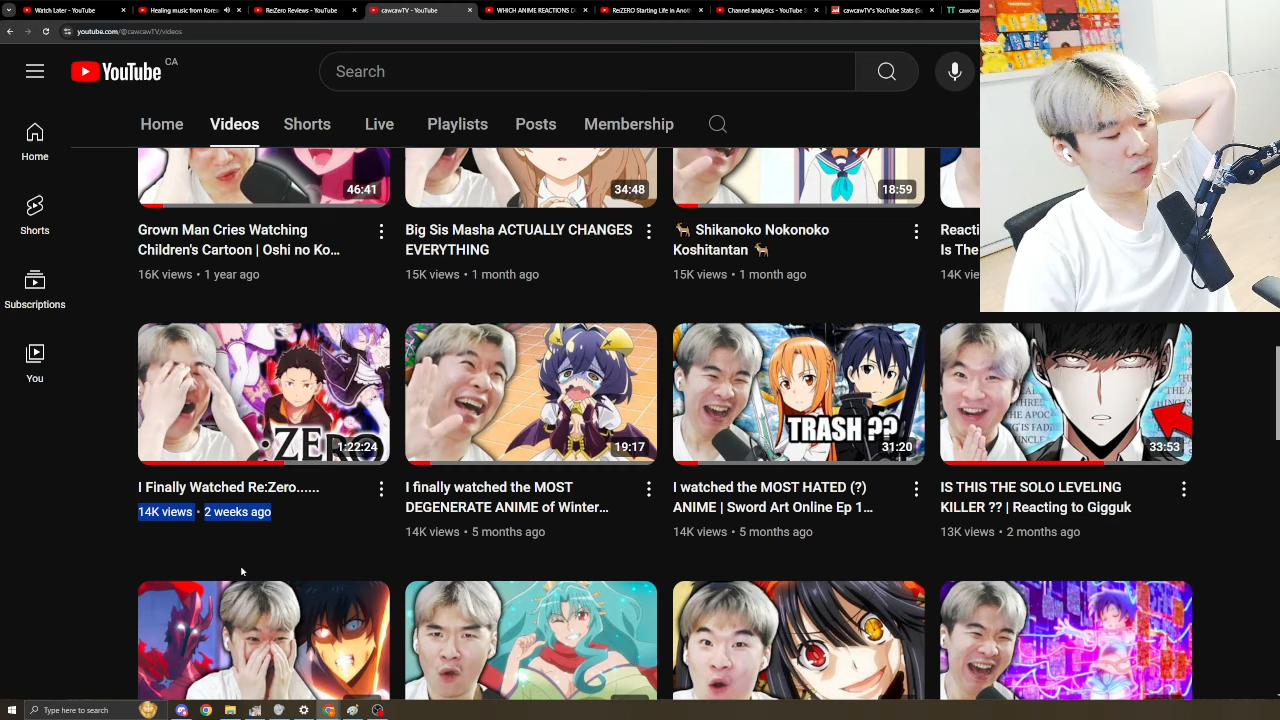 Watch Later - YouTube
Healing music from Korea
Re:Zero Reviews - YouTube
cawcawTV - YouTube
WHICH ANIME REACTIONS D
Re:ZERO Starting Life in Anoth
Channel analytics - YouTube S
cawcawTV's YouTube Stats (S
cawcaw
youtube.com/@cawcawTV/videos
YouTube CA
Search
Home
Videos
Shorts
Live
Playlists
Posts
Membership
Home
Shorts
Subscriptions
You
46:41
34:48
18:59
Grown Man Cries Watching
Children's Cartoon | Oshi no Ko...
16K views • 1 year ago
Big Sis Masha ACTUALLY CHANGES
EVERYTHING
15K views • 1 month ago
🐐 Shikanoko Nokonoko
Koshitantan 🐐
15K views • 1 month ago
Reacti
Is The
14K vie
:ZERO
1:22:24
19:17
TRASH ??
31:20
33:53
I Finally Watched Re:Zero......
14K views • 2 weeks ago
I finally watched the MOST
DEGENERATE ANIME of Winter...
14K views • 5 months ago
I watched the MOST HATED (?)
ANIME | Sword Art Online Ep 1...
14K views • 5 months ago
IS THIS THE SOLO LEVELING
KILLER ?? | Reacting to Gigguk
13K views • 2 months ago
Type here to search